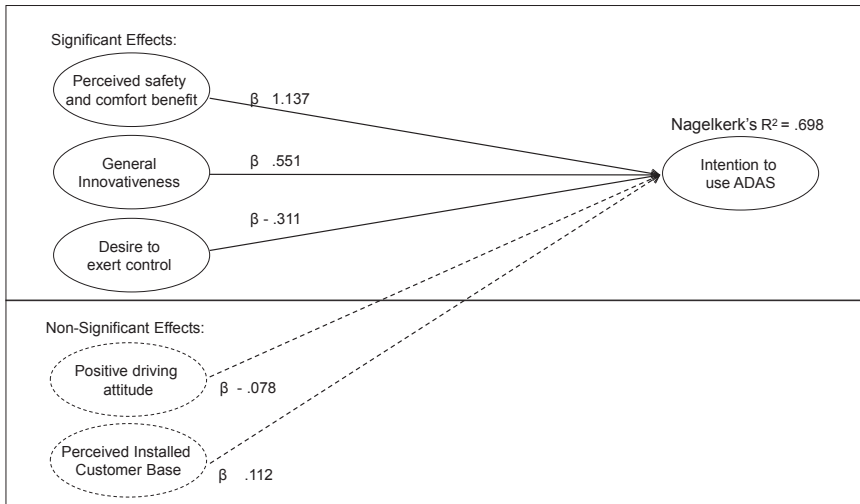 Significant Effects:
Perceived safety
and comfort benefit
β 1.137
General
Innovativeness
β .551
Desire to
exert control
β - .311
Nagelkerk's R² = .698
Intention to
use ADAS
Non-Significant Effects:
Positive driving
attitude
β - .078
Perceived Installed
Customer Base
β .112